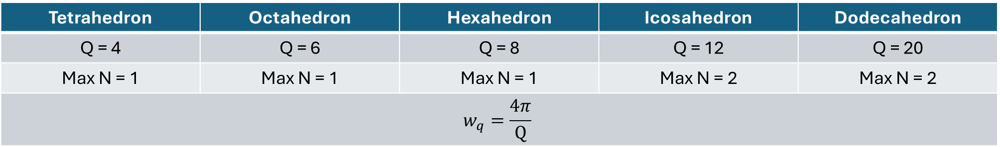 Tetrahedron Octahedron Hexahedron Icosahedron Dodecahedron
Q = 4 Q = 6 Q = 8 Q = 12 Q = 20
Max N = 1 Max N = 1 Max N = 1 Max N = 2 Max N = 2
w_q = 4π/Q